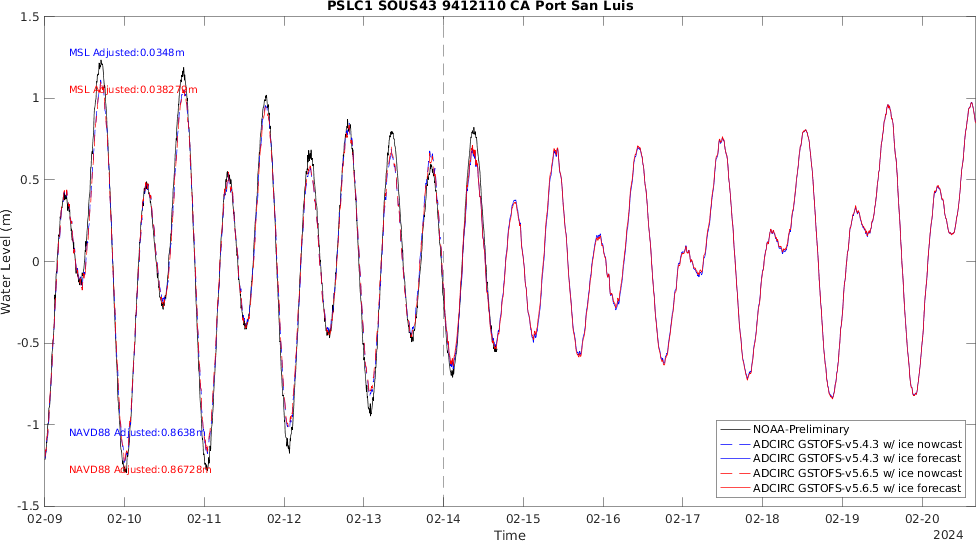 PSLC1 SOUS43 9412110 CA Port San Luis
1.5
1
0.5
0
-0.5
-1
-1.5
Water Level (m)
MSL Adjusted:0.0348m
MSL Adjusted:0.038279m
NAVD88 Adjusted:0.8638m
NAVD88 Adjusted:0.86728m
NOAA-Preliminary
ADCIRC GSTOFS-v5.4.3 w/ ice nowcast
ADCIRC GSTOFS-v5.4.3 w/ ice forecast
ADCIRC GSTOFS-v5.6.5 w/ ice nowcast
ADCIRC GSTOFS-v5.6.5 w/ ice forecast
02-09 02-10 02-11 02-12 02-13 02-14 02-15 02-16 02-17 02-18 02-19 02-20
Time
2024